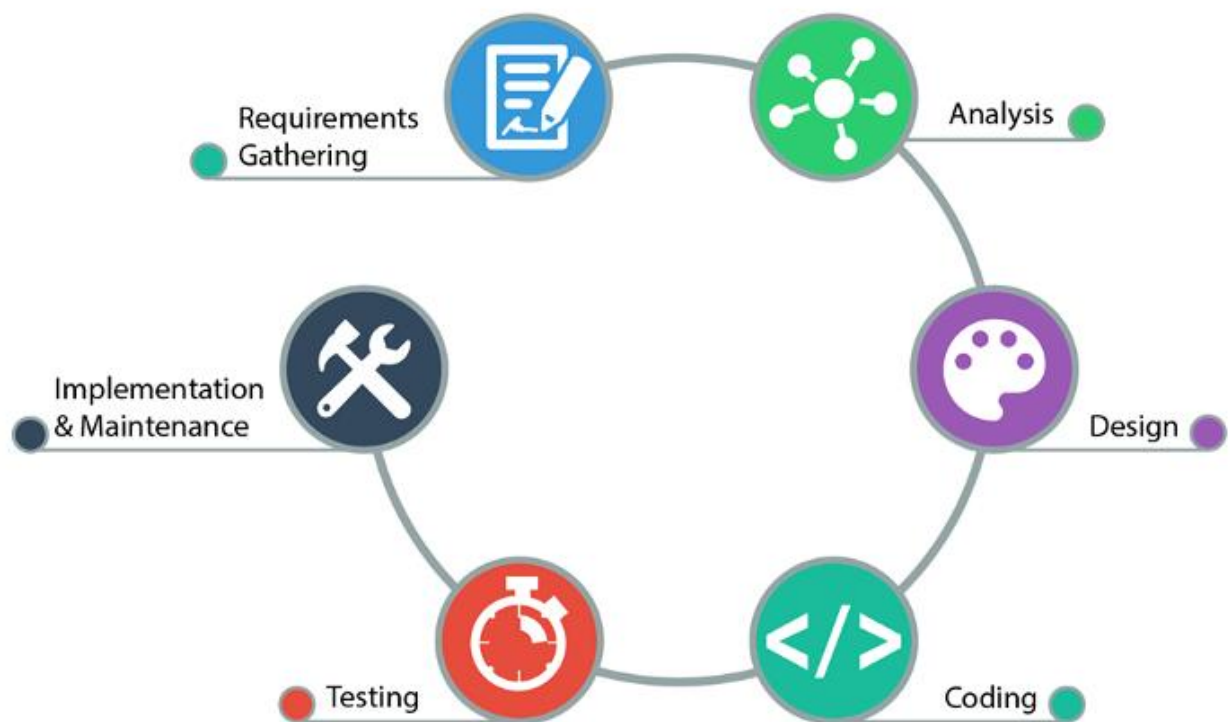 Requirements
Gathering
Analysis
Implementation
& Maintenance
Design
</>
Testing
Coding